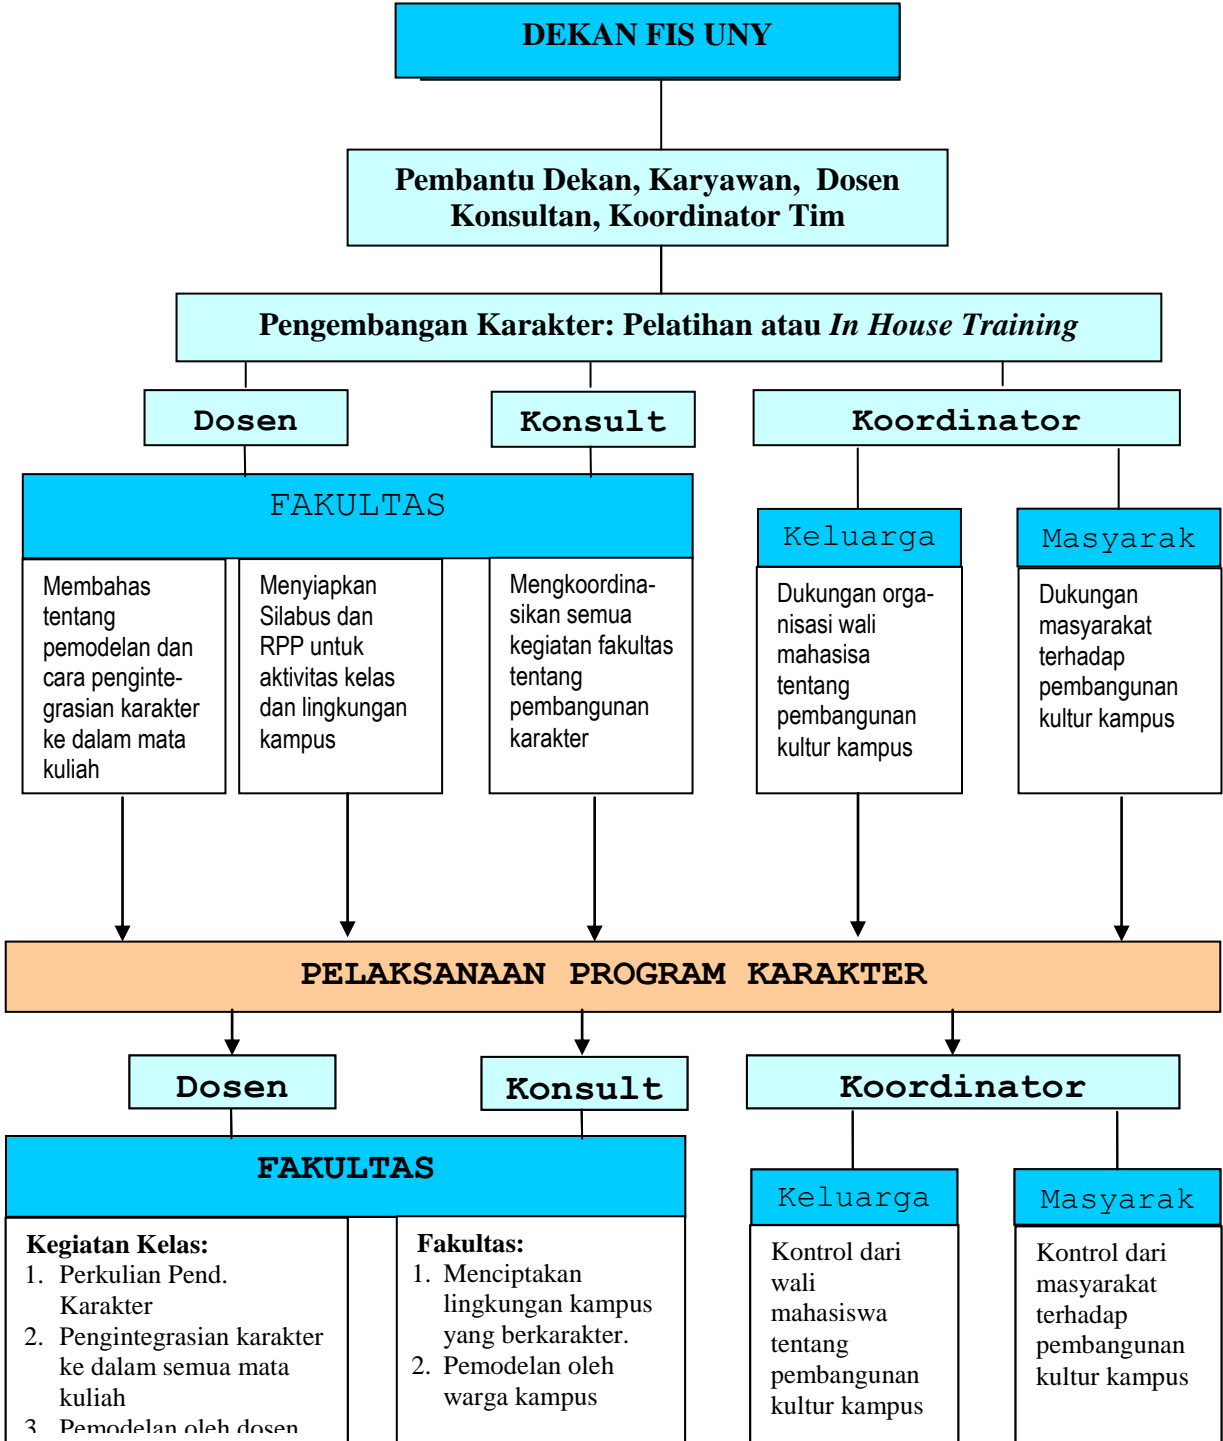 DEKAN FIS UNY
Pembantu Dekan, Karyawan, Dosen
Konsultan, Koordinator Tim
Pengembangan Karakter: Pelatihan atau In House Training
Dosen
Konsult
Koordinator
FAKULTAS
Keluarga
Masyarak
Membahas
tentang
pemodelan dan
cara penginte-
grasian karakter
ke dalam mata
kuliah
Menyiapkan
Silabus dan
RPP untuk
aktivitas kelas
dan lingkungan
kampus
Mengkoordina-
sikan semua
kegiatan fakultas
tentang
pembangunan
karakter
Dukungan orga-
nisasi wali
mahasisa
tentang
pembangunan
kultur kampus
Dukungan
masyarakat
terhadap
pembangunan
kultur kampus
PELAKSANAAN PROGRAM KARAKTER
Dosen
Konsult
Koordinator
FAKULTAS
Keluarga
Masyarak
Kegiatan Kelas:
1. Perkulian Pend.
Karakter
2. Pengintegrasian karakter
ke dalam semua mata
kuliah
3. Pemodelan oleh dosen
Fakultas:
1. Menciptakan
lingkungan kampus
yang berkarakter.
2. Pemodelan oleh
warga kampus
Kontrol dari
wali
mahasiswa
tentang
pembangunan
kultur kampus
Kontrol dari
masyarakat
terhadap
pembangunan
kultur kampus